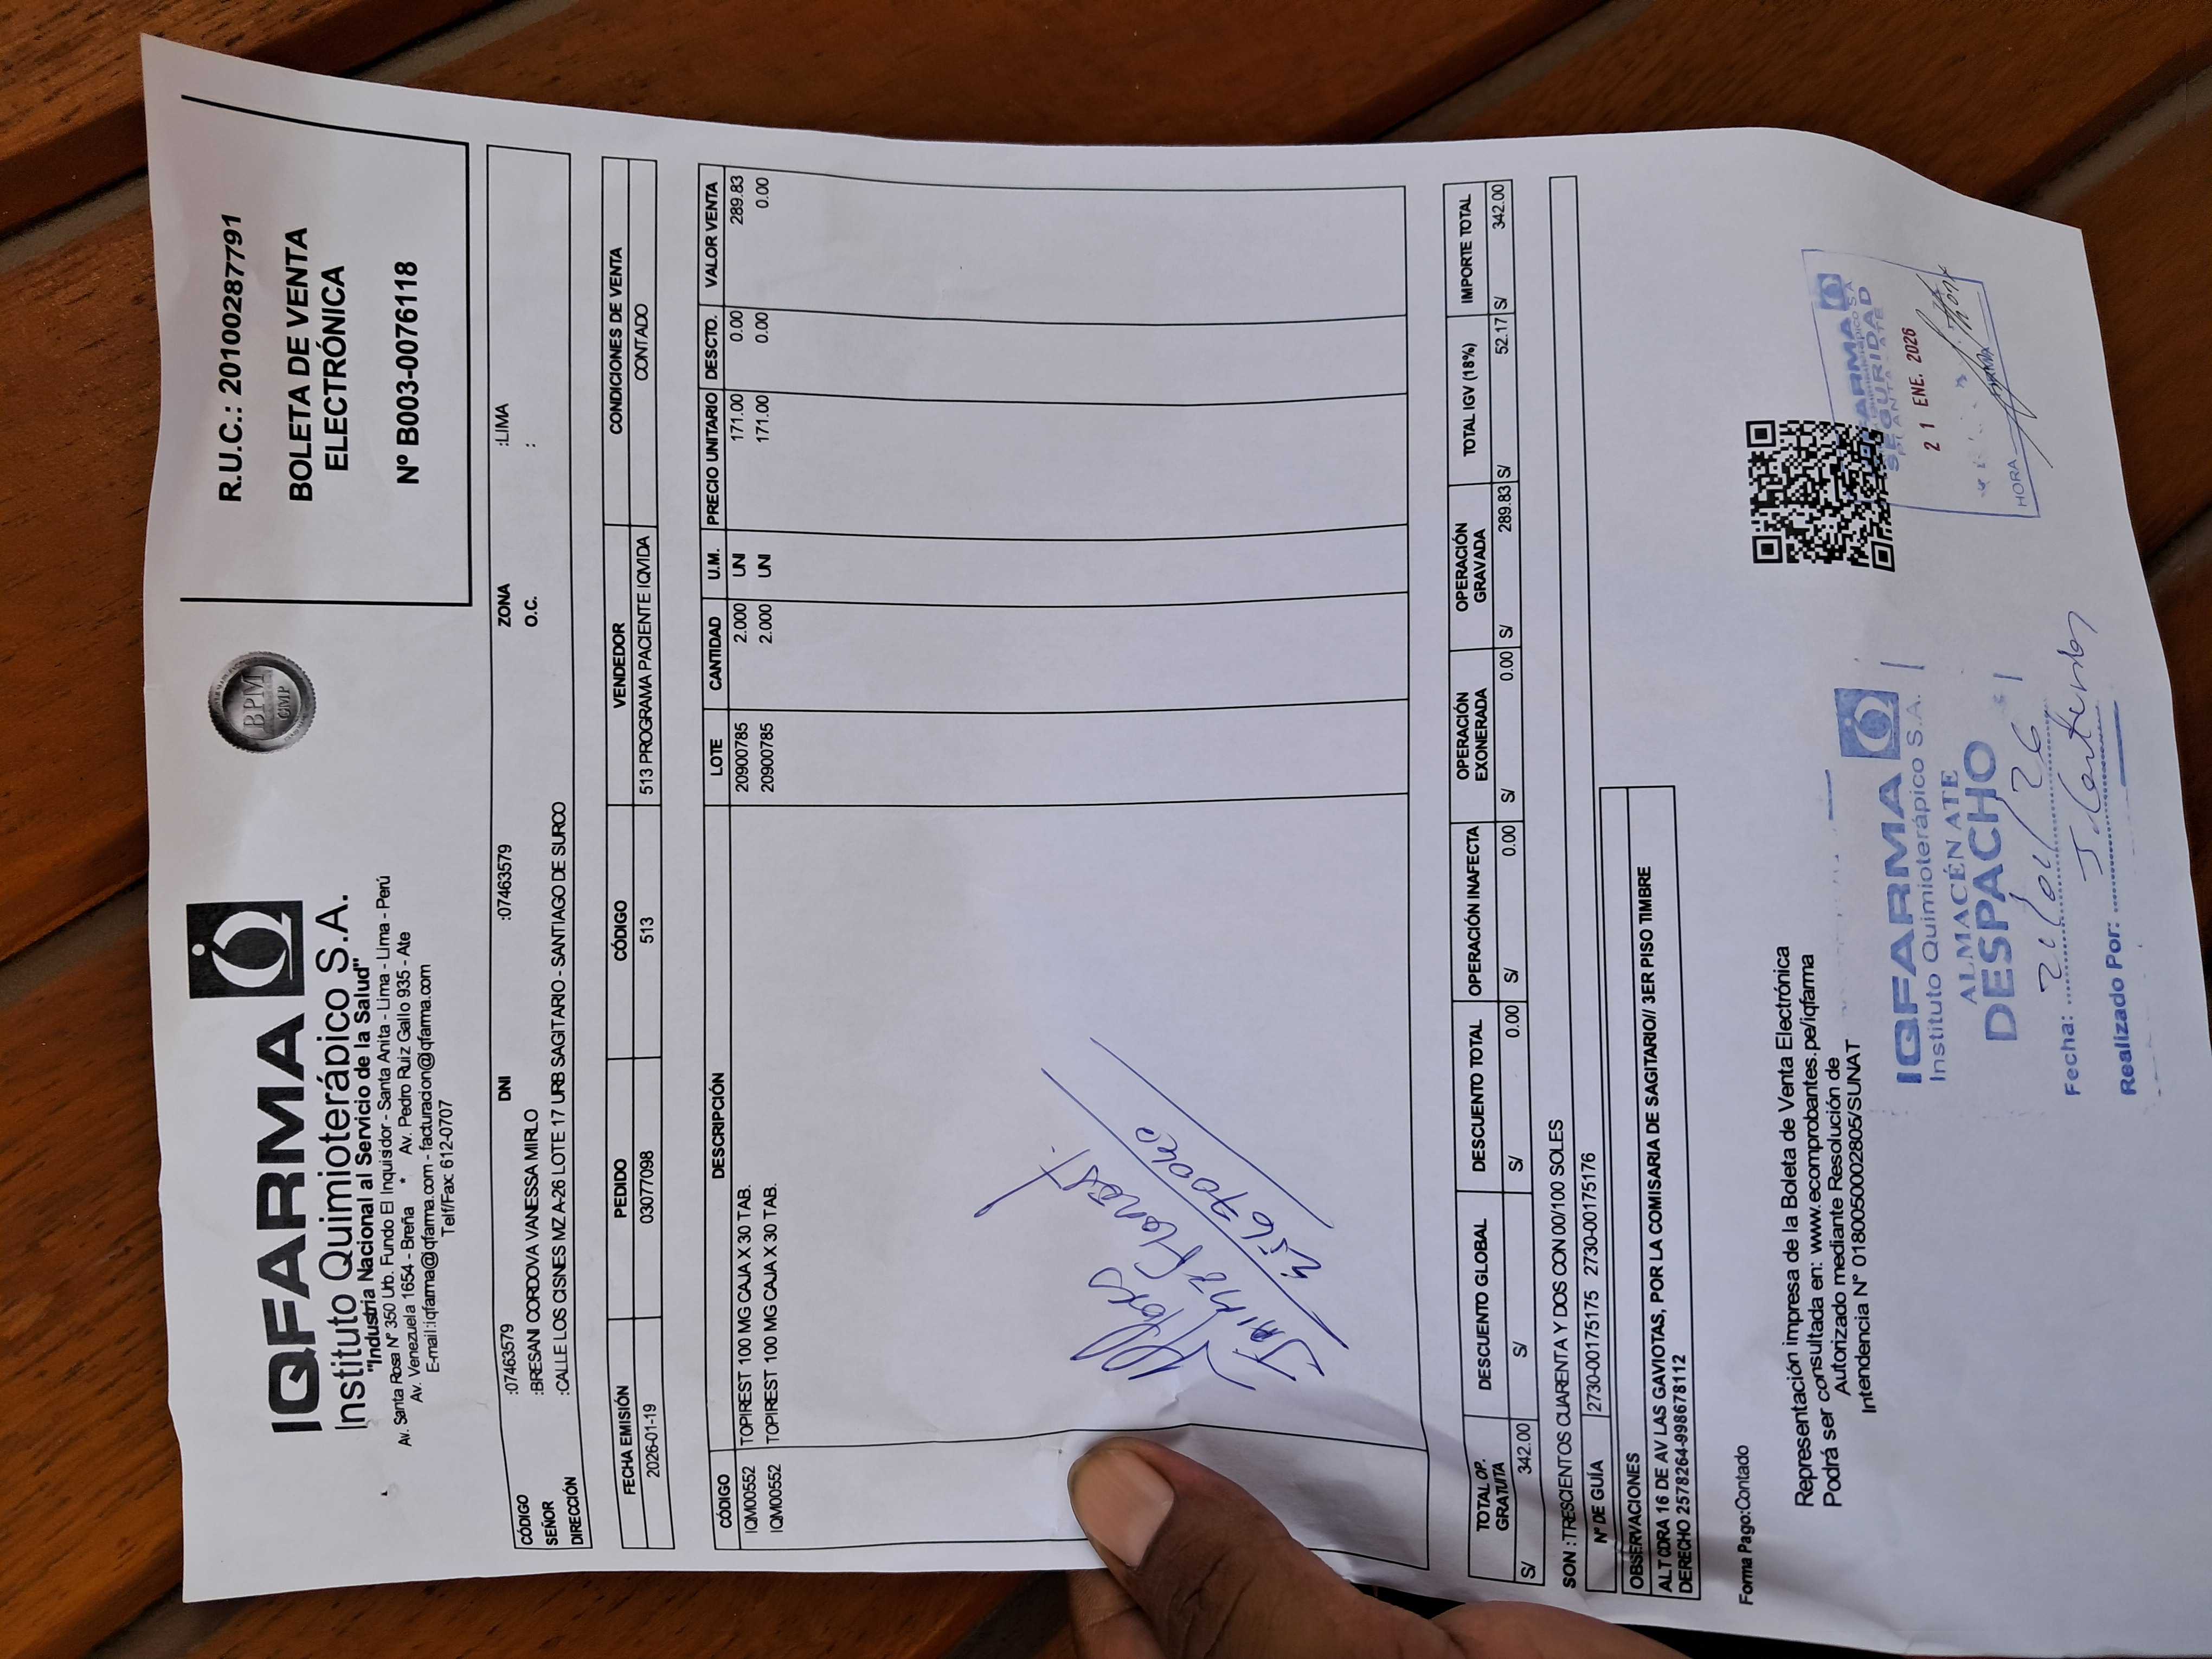 IQFARMA
Instituto Quimioterápico S.A.
"Industria Nacional al Servicio de la Salud"
Av. Santa Rosa Nº 350 Urb. Fundo El Inquisidor - Santa Anita - Lima - Perú
Av. Venezuela 1654 - Breña * Av. Pedro Ruiz Gallo 935 - Ate
E-mail:iqfarma@iqfarma.com - facturacion@iqfarma.com
Telf/Fax: 612-0707
BPM
GMP
R.U.C.: 20100287791
BOLETA DE VENTA
ELECTRÓNICA
Nº B003-0076118
CÓDIGO :07463579 DNI :07463579 ZONA :LIMA
SEÑOR :BRESANI CORDOVA VANESSA MIRLO O.C. :
DIRECCIÓN :CALLE LOS CISNES MZ A-26 LOTE 17 URB SAGITARIO - SANTIAGO DE SURCO
FECHA EMISIÓN PEDIDO CÓDIGO VENDEDOR CONDICIONES DE VENTA
2026-01-19 03077098 513 513 PROGRAMA PACIENTE IQVIDA CONTADO
CÓDIGO DESCRIPCIÓN LOTE CANTIDAD U.M. PRECIO UNITARIO DESCTO. VALOR VENTA
IQM00552 TOPIREST 100 MG CAJA X 30 TAB. 20900785 2.000 UN 171.00 0.00 289.83
IQM00552 TOPIREST 100 MG CAJA X 30 TAB. 20900785 2.000 UN 171.00 0.00 0.00
TOTAL OP. GRATUITA DESCUENTO GLOBAL DESCUENTO TOTAL OPERACIÓN INAFECTA OPERACIÓN EXONERADA OPERACIÓN GRAVADA TOTAL IGV (18%) IMPORTE TOTAL
S/ 342.00 S/ S/ 0.00 S/ 0.00 S/ 0.00 S/ 289.83 S/ 52.17 S/ 342.00
SON : TRESCIENTOS CUARENTA Y DOS CON 00/100 SOLES
Nº DE GUÍA 2730-00175175 2730-00175176
OBSERVACIONES
ALT CDRA 16 DE AV LAS GAVIOTAS, POR LA COMISARIA DE SAGITARIO// 3ER PISO TIMBRE
DERECHO 2578264-998678112
Forma Pago:Contado
Representación impresa de la Boleta de Venta Electrónica
Podrá ser consultada en: www.ecomprobantes.pe/iqfarma
Autorizado mediante Resolución de
Intendencia N° 0180050002805/SUNAT
IQFARMA
Instituto Quimioterápico S.A.
ALMACÉN ATE
DESPACHO
Fecha:
Realizado Por:
SEGURIDAD
PLANTA ATE
21 ENE. 2026
HORA
FIRMA